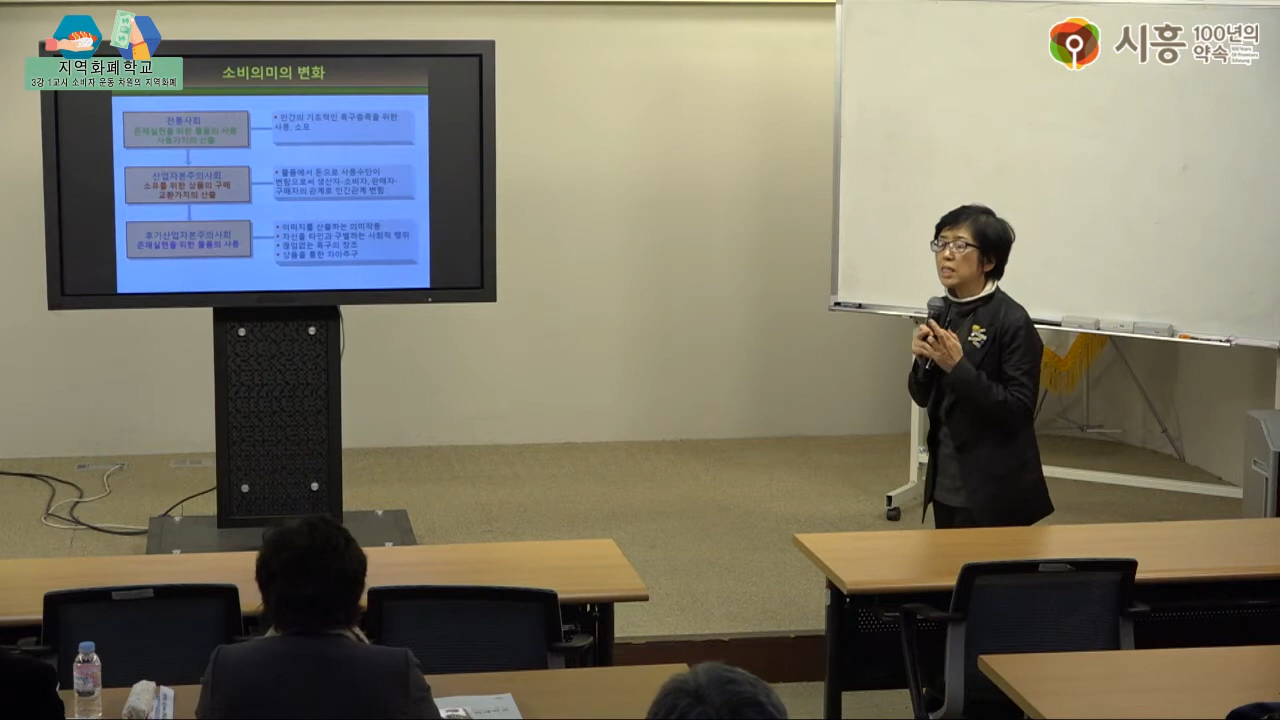 지역화폐학교
3강 1교시 소비자 운동 차원의 지역화폐
시흥
100년의
약속
소비의미의 변화
전통사회
존재실현을 위한 물품의 사용
사용가치의 산출
• 인간의 기초적인 욕구충족을 위한
사용, 소모
산업자본주의사회
소유를 위한 상품의 구매
교환가치의 산출
• 물품에서 돈으로 사용수단이
변함으로써 생산자-소비자, 판매자-
구매자의 관계로 인간관계 변함
후기산업자본주의사회
존재실현을 위한 물품의 사용
• 이미지를 산출하는 의미작용
• 자신을 타인과 구별하는 사회적 행위
• 끊임없는 욕구의 창조
• 상품을 통한 자아추구